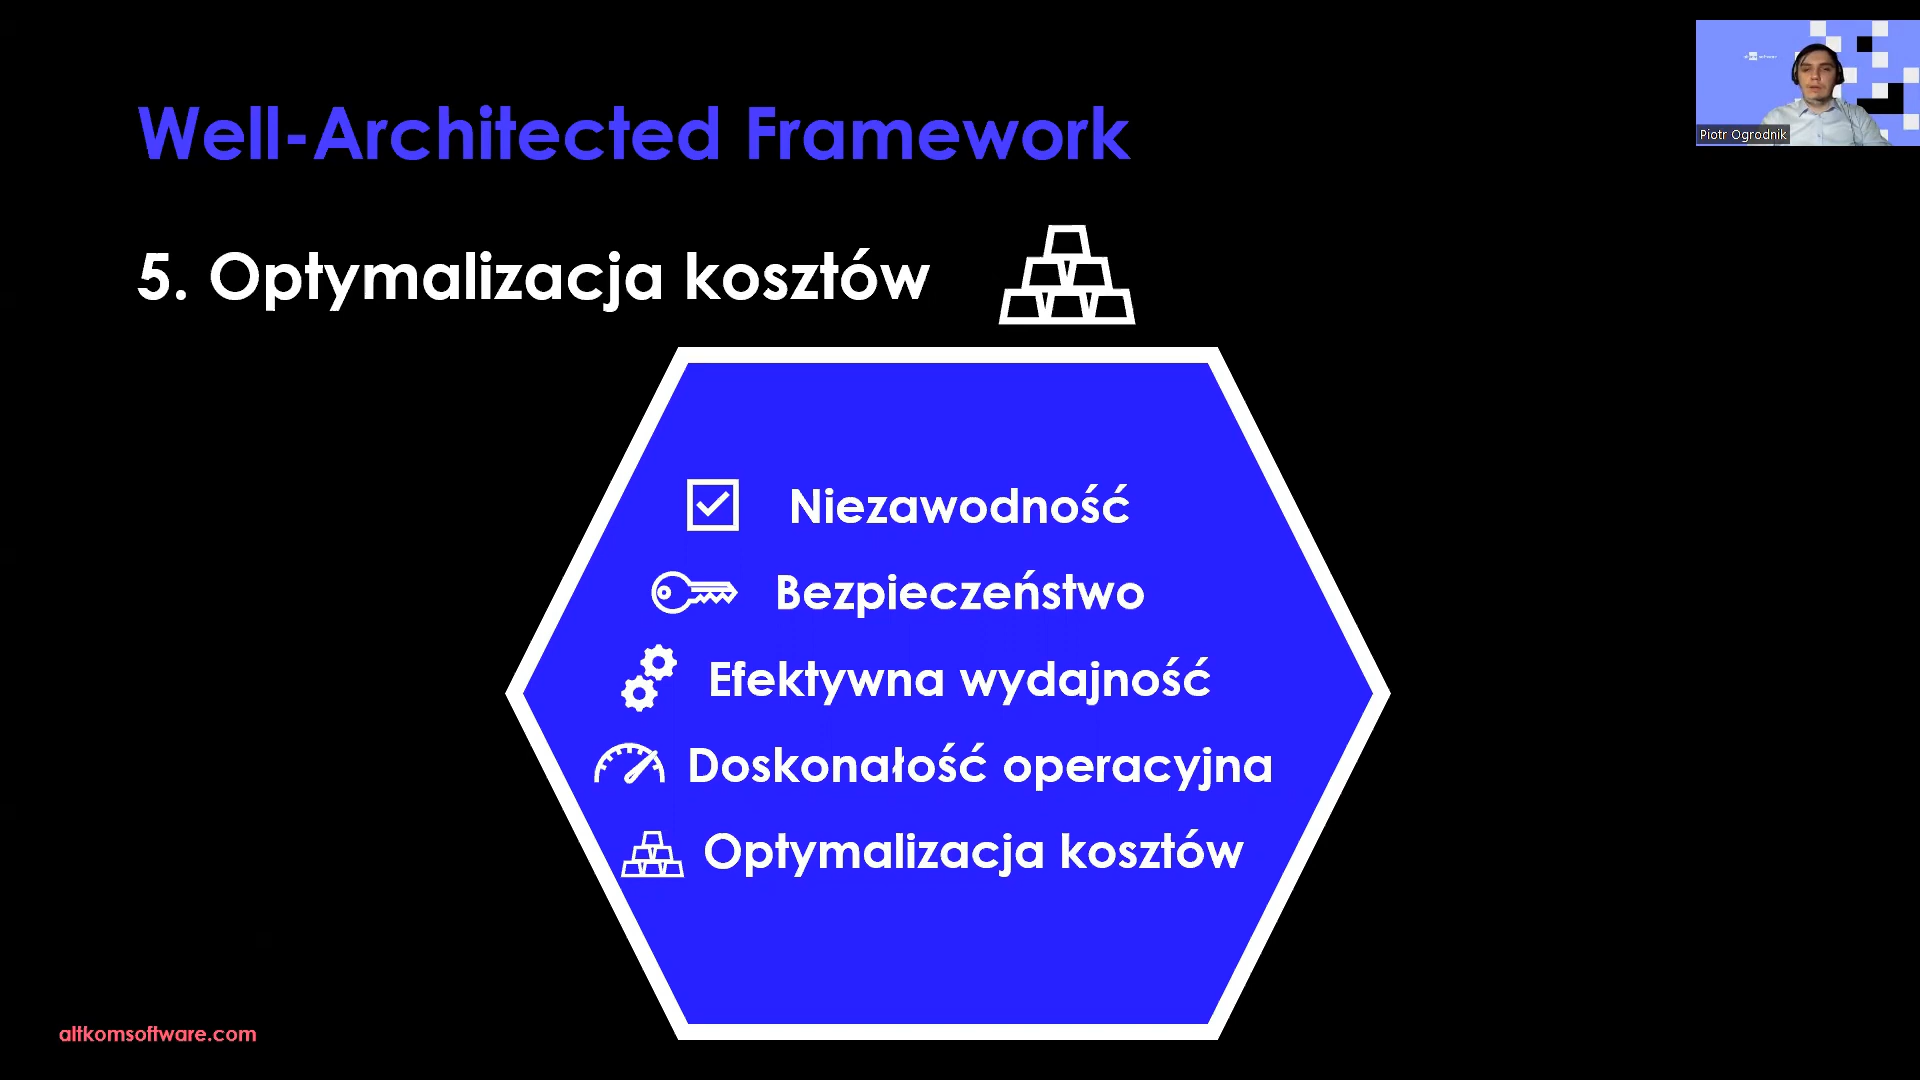 Well-Architected Framework
Piotr Ogrodnik
5. Optymalizacja kosztów
Niezawodność
Bezpieczeństwo
Efektywna wydajność
Doskonałość operacyjna
Optymalizacja kosztów
altkomsoftware.com